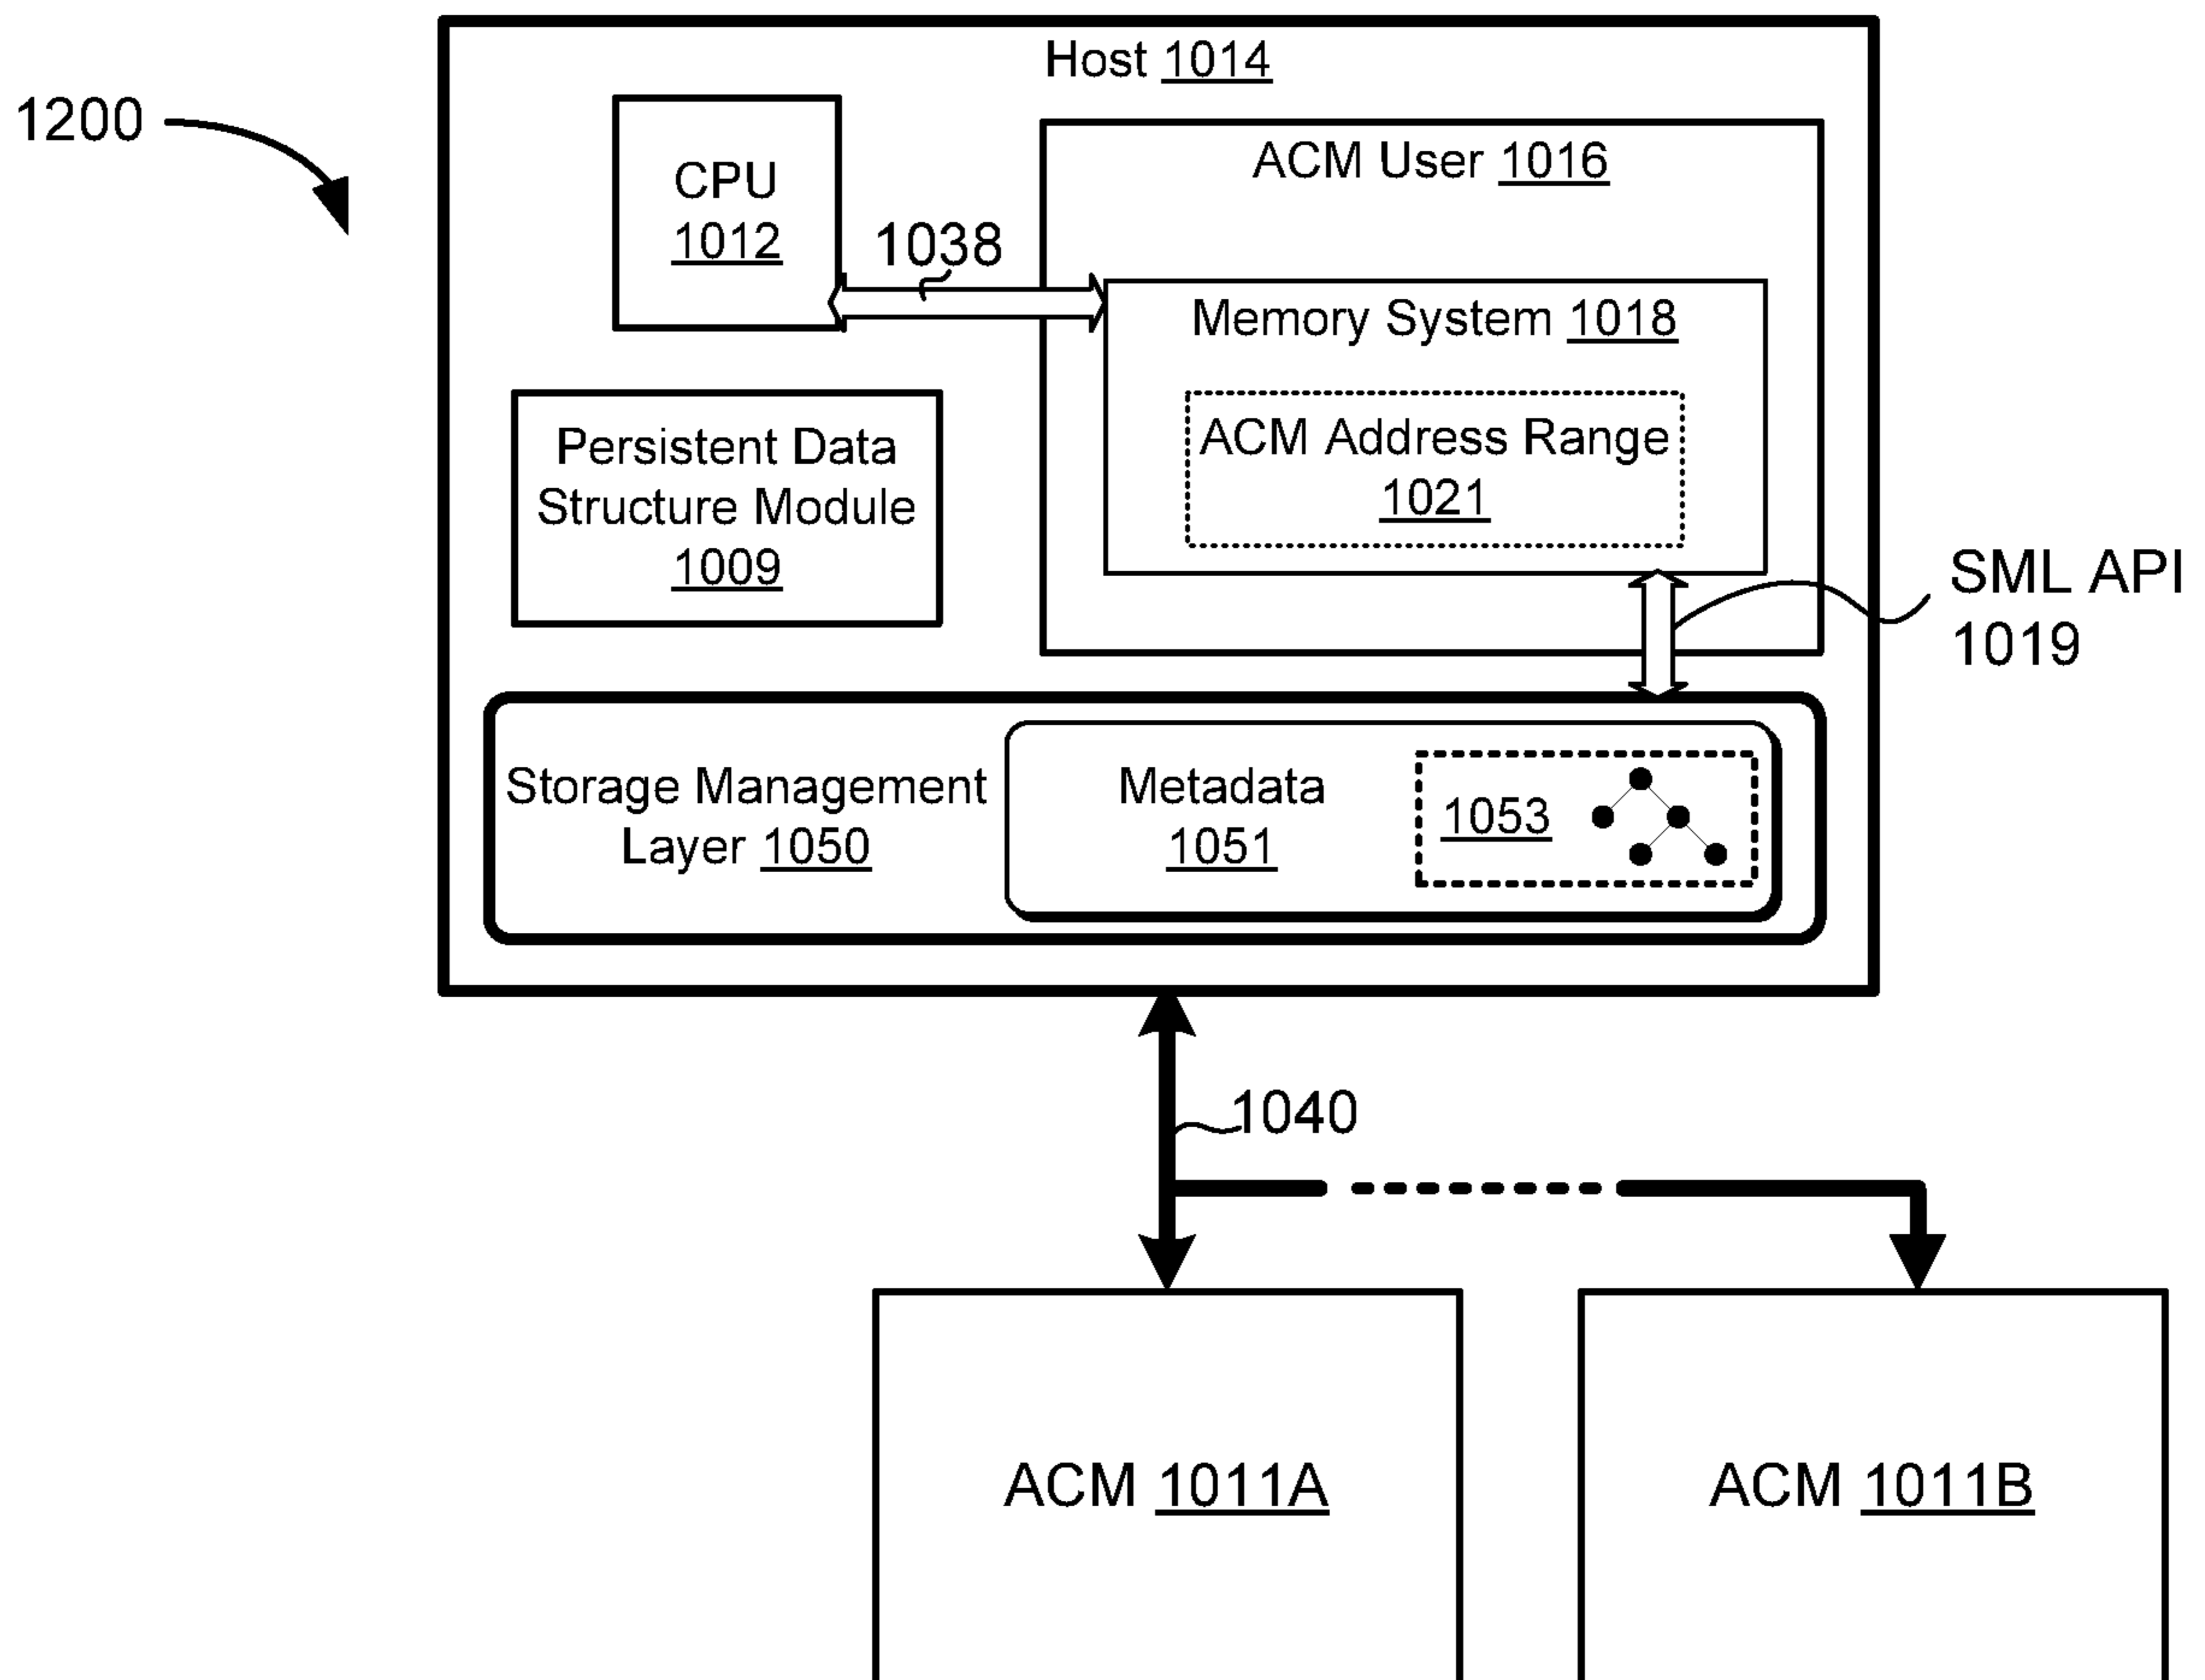 Host 1014
1200
CPU
1012
1038
ACM User 1016
Memory System 1018
ACM Address Range
1021
Persistent Data
Structure Module
1009
SML API
1019
Storage Management
Layer 1050
Metadata
1051
1053
1040
ACM 1011A
ACM 1011B